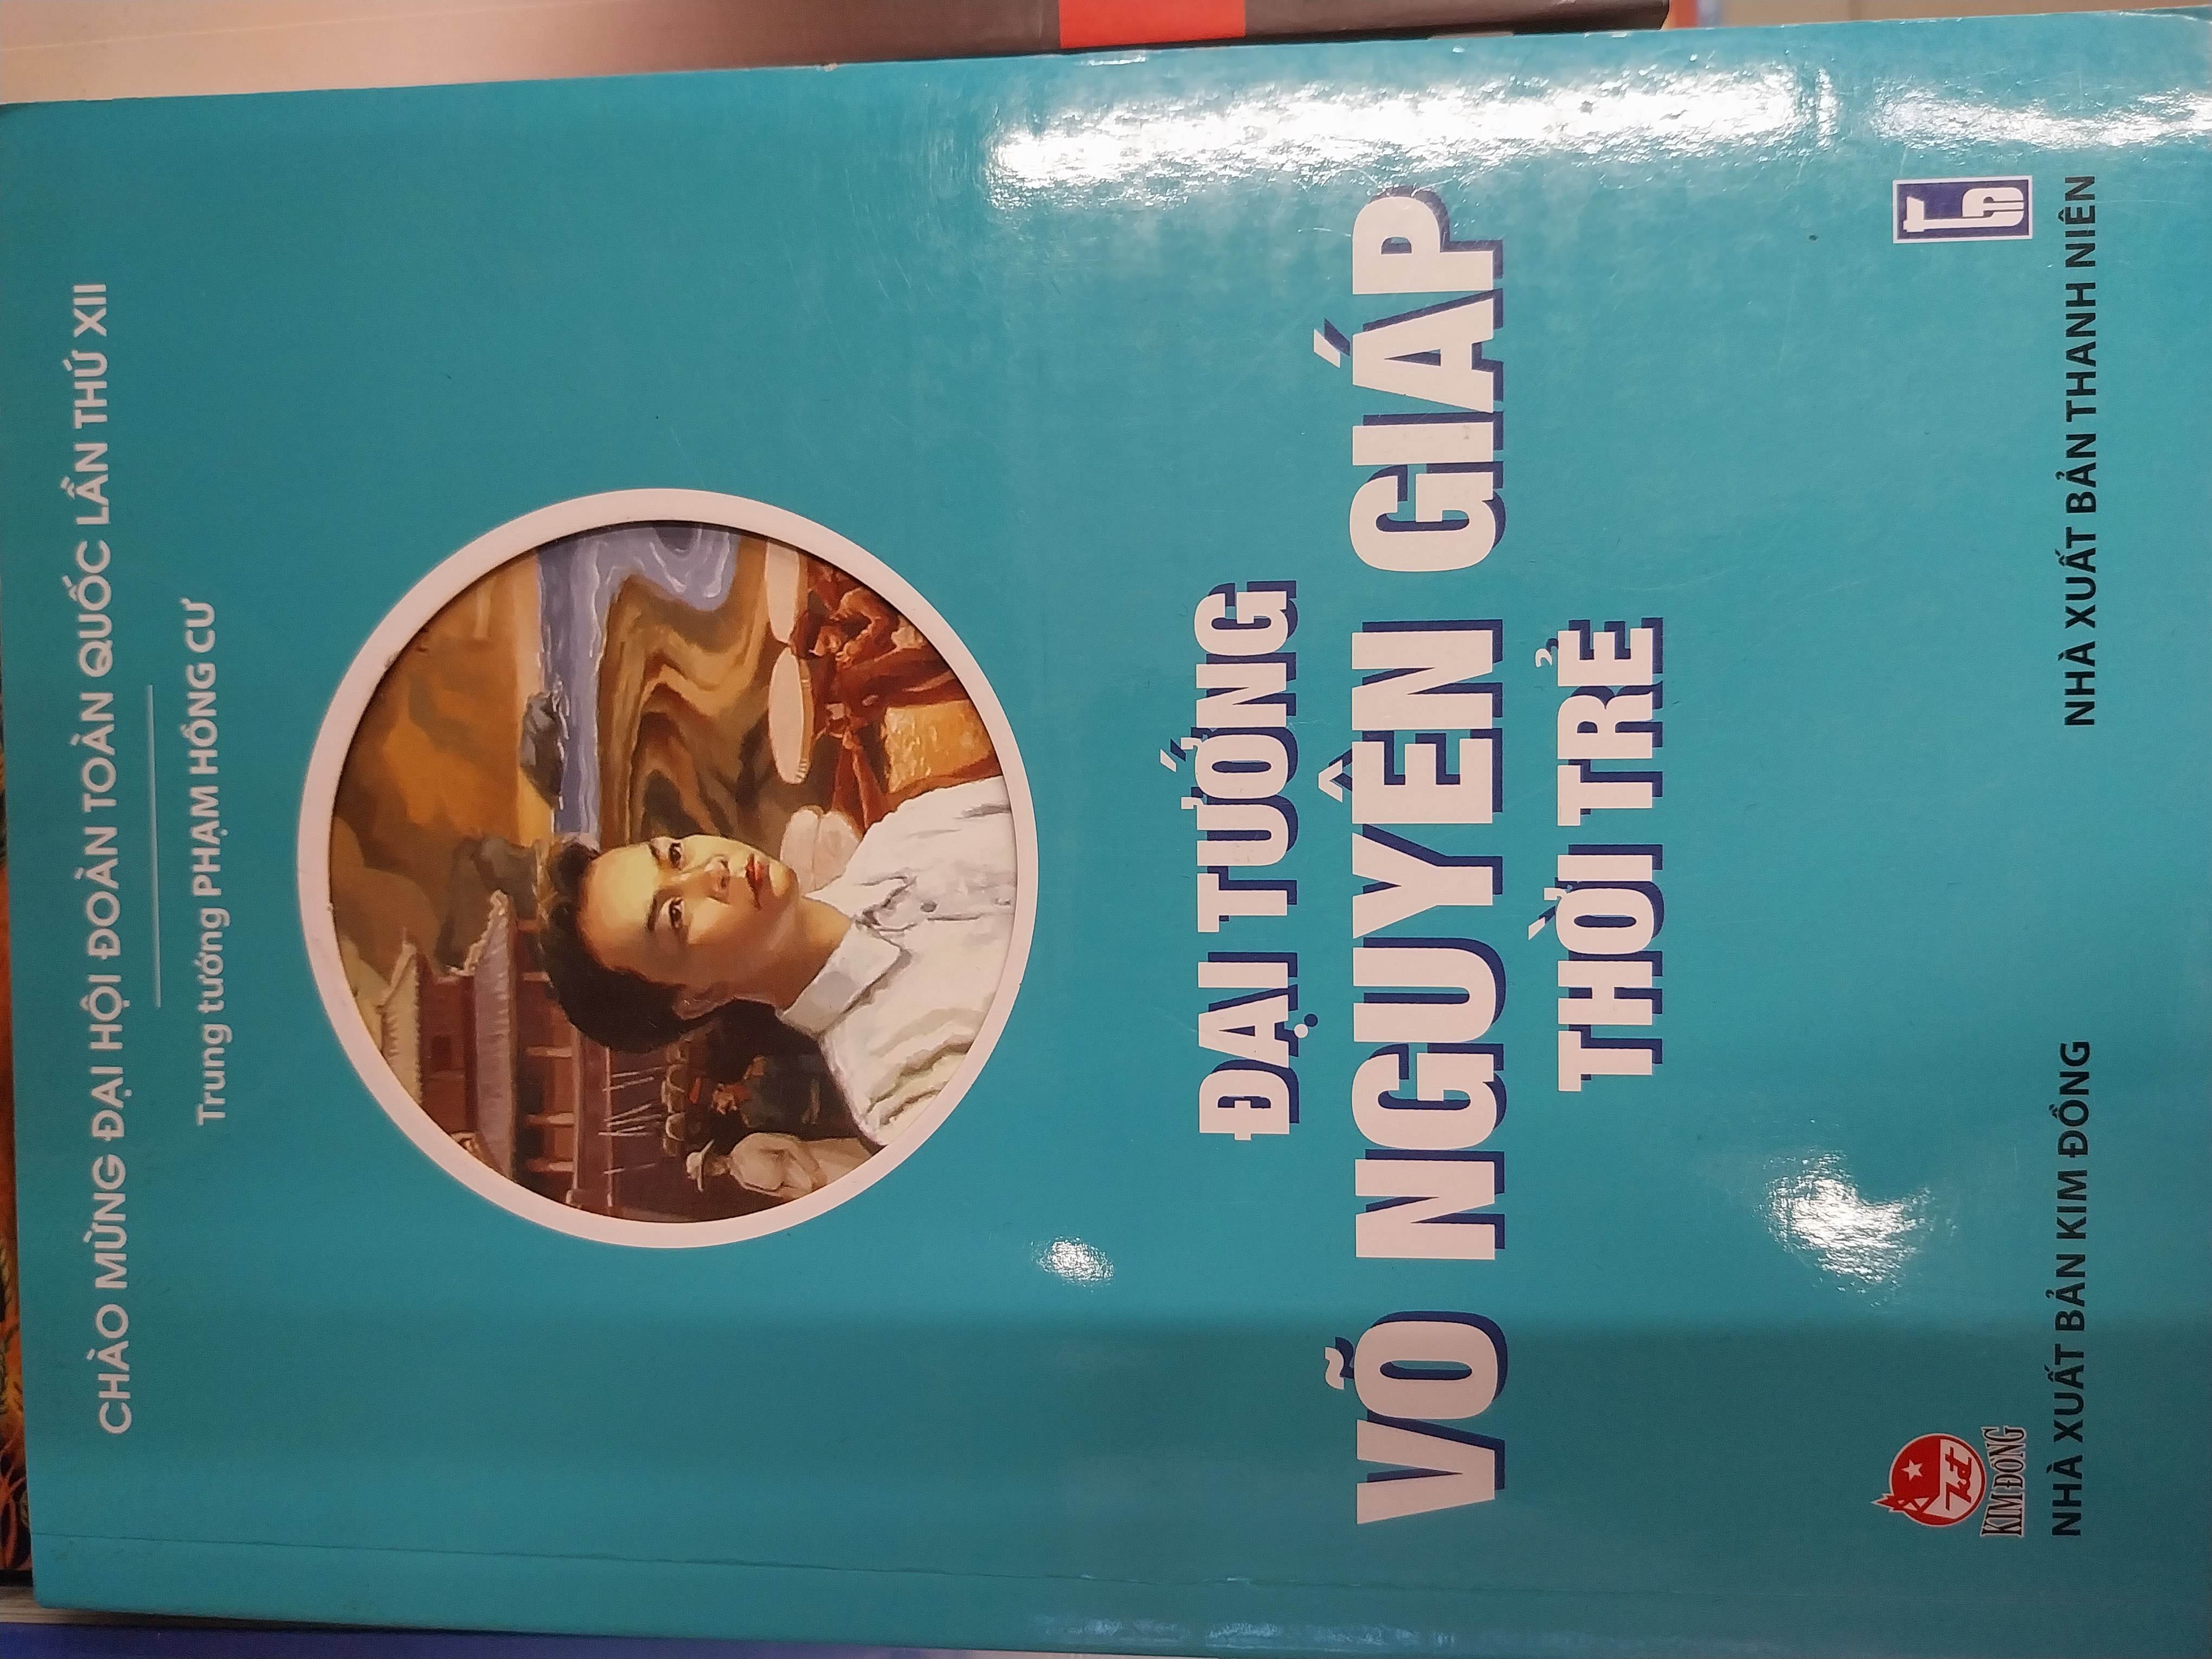 CHÀO MỪNG ĐẠI HỘI ĐOÀN TOÀN QUỐC LẦN THỨ XII
Trung tướng PHẠM HỒNG CƯ
ĐẠI TƯỚNG
VÕ NGUYÊN GIÁP
THỜI TRẺ
kđ
KIM ĐỒNG
NHÀ XUẤT BẢN KIM ĐỒNG
NHÀ XUẤT BẢN THANH NIÊN